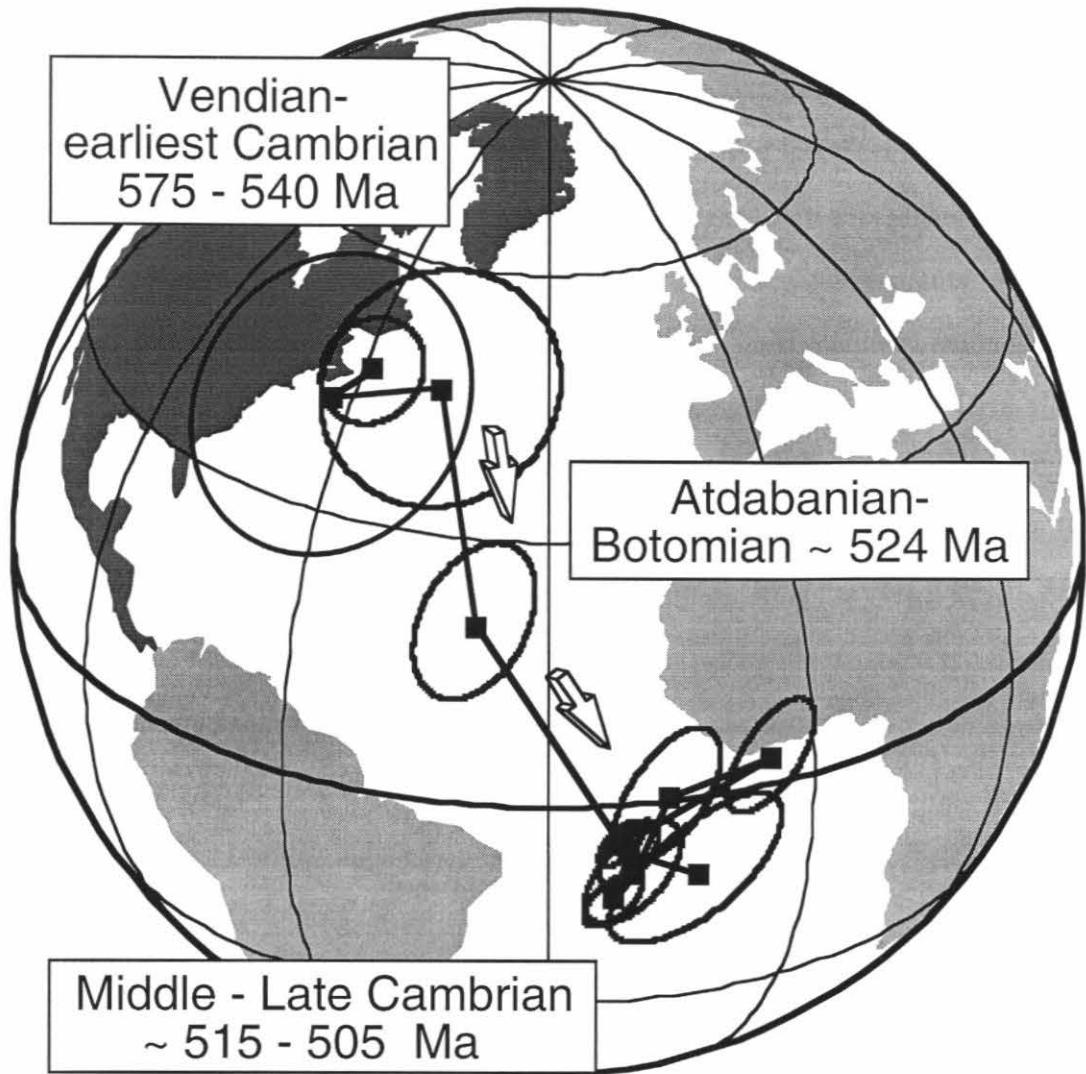 Vendian-
earliest Cambrian
575 - 540 Ma
Atdabanian-
Botomian ~ 524 Ma
Middle - Late Cambrian
~ 515 - 505 Ma